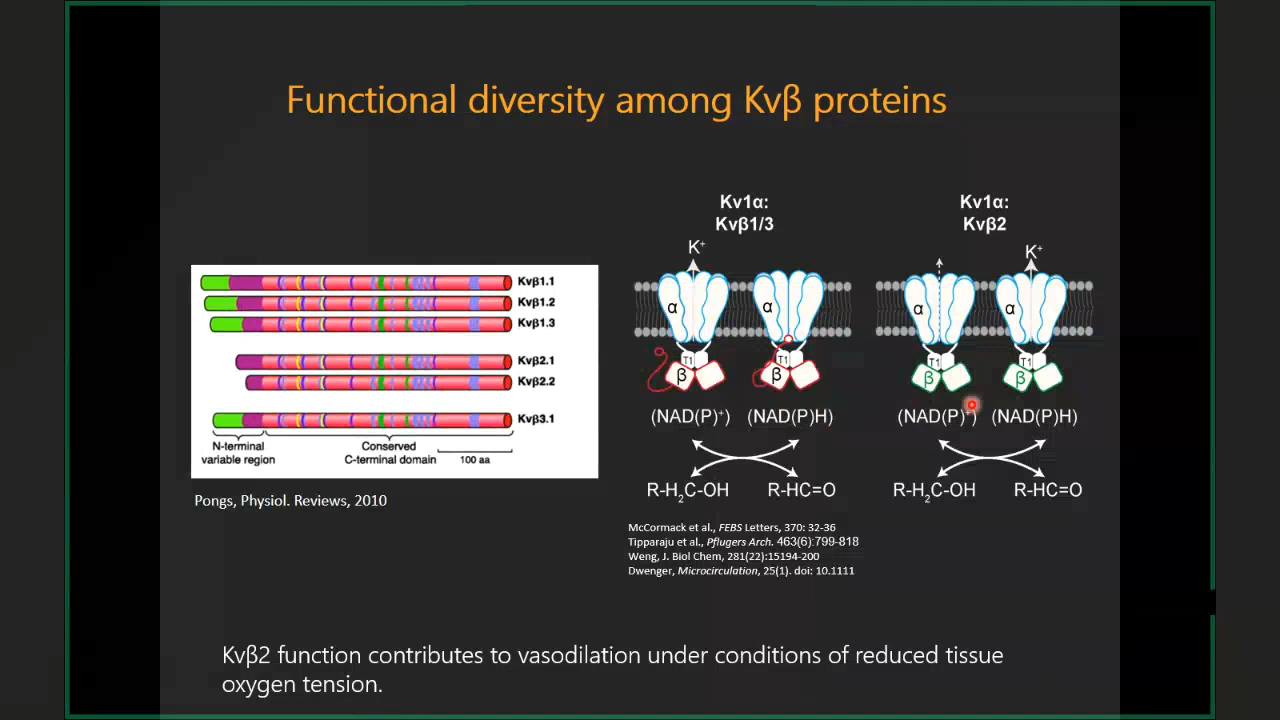 Functional diversity among Kvβ proteins
Kvβ1.1
Kvβ1.2
Kvβ1.3
Kvβ2.1
Kvβ2.2
Kvβ3.1
N-terminal
variable region
Conserved
C-terminal domain
100 aa
Pongs, Physiol. Reviews, 2010
Kv1α:
Kvβ1/3
K⁺
α
α
T1
T1
β
β
(NAD(P)⁺)
(NAD(P)H)
R-H₂C-OH
R-HC=O
Kv1α:
Kvβ2
K⁺
α
α
T1
T1
β
β
(NAD(P)⁺)
(NAD(P)H)
R-H₂C-OH
R-HC=O
McCormack et al., FEBS Letters, 370: 32-36
Tipparaju et al., Pflugers Arch. 463(6):799-818
Weng, J. Biol Chem, 281(22):15194-200
Dwenger, Microcirculation, 25(1). doi: 10.1111
Kvβ2 function contributes to vasodilation under conditions of reduced tissue
oxygen tension.